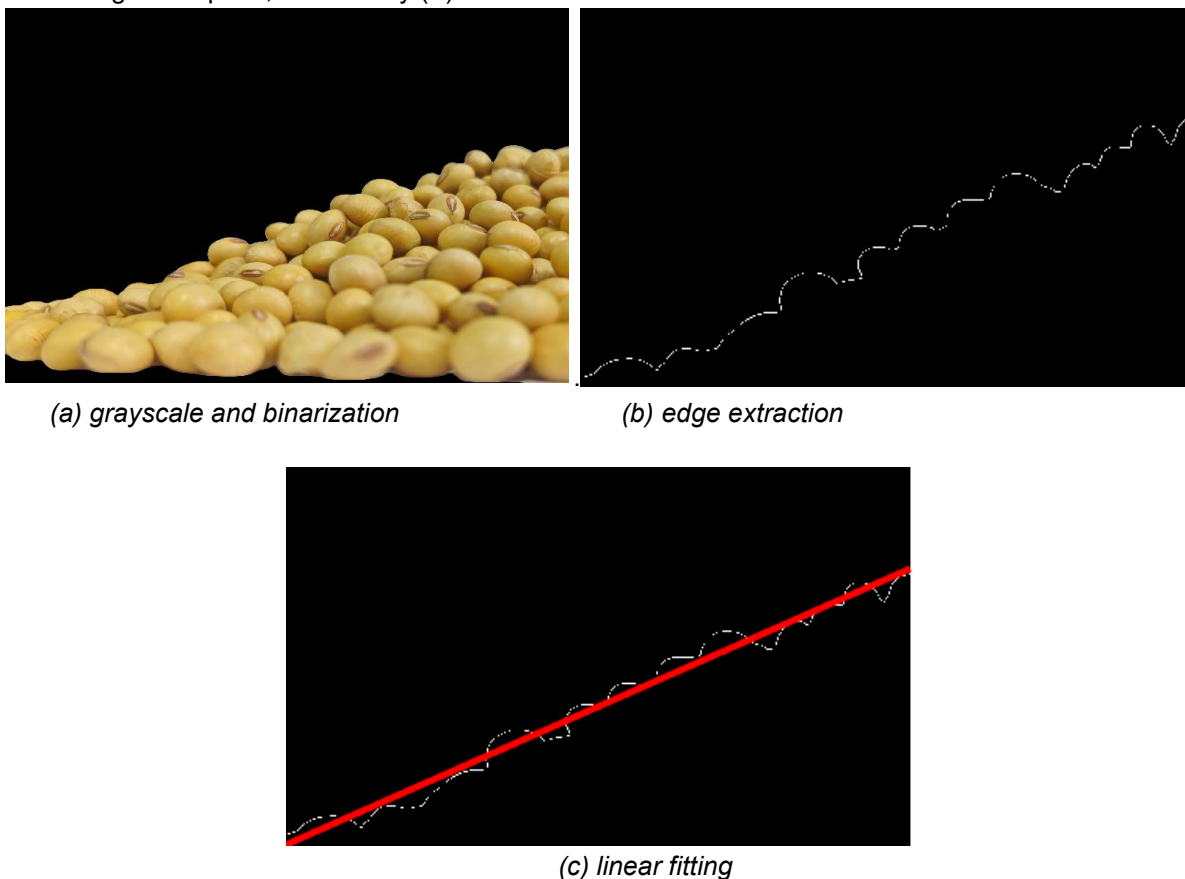 (a) grayscale and binarization
(b) edge extraction
(c) linear fitting